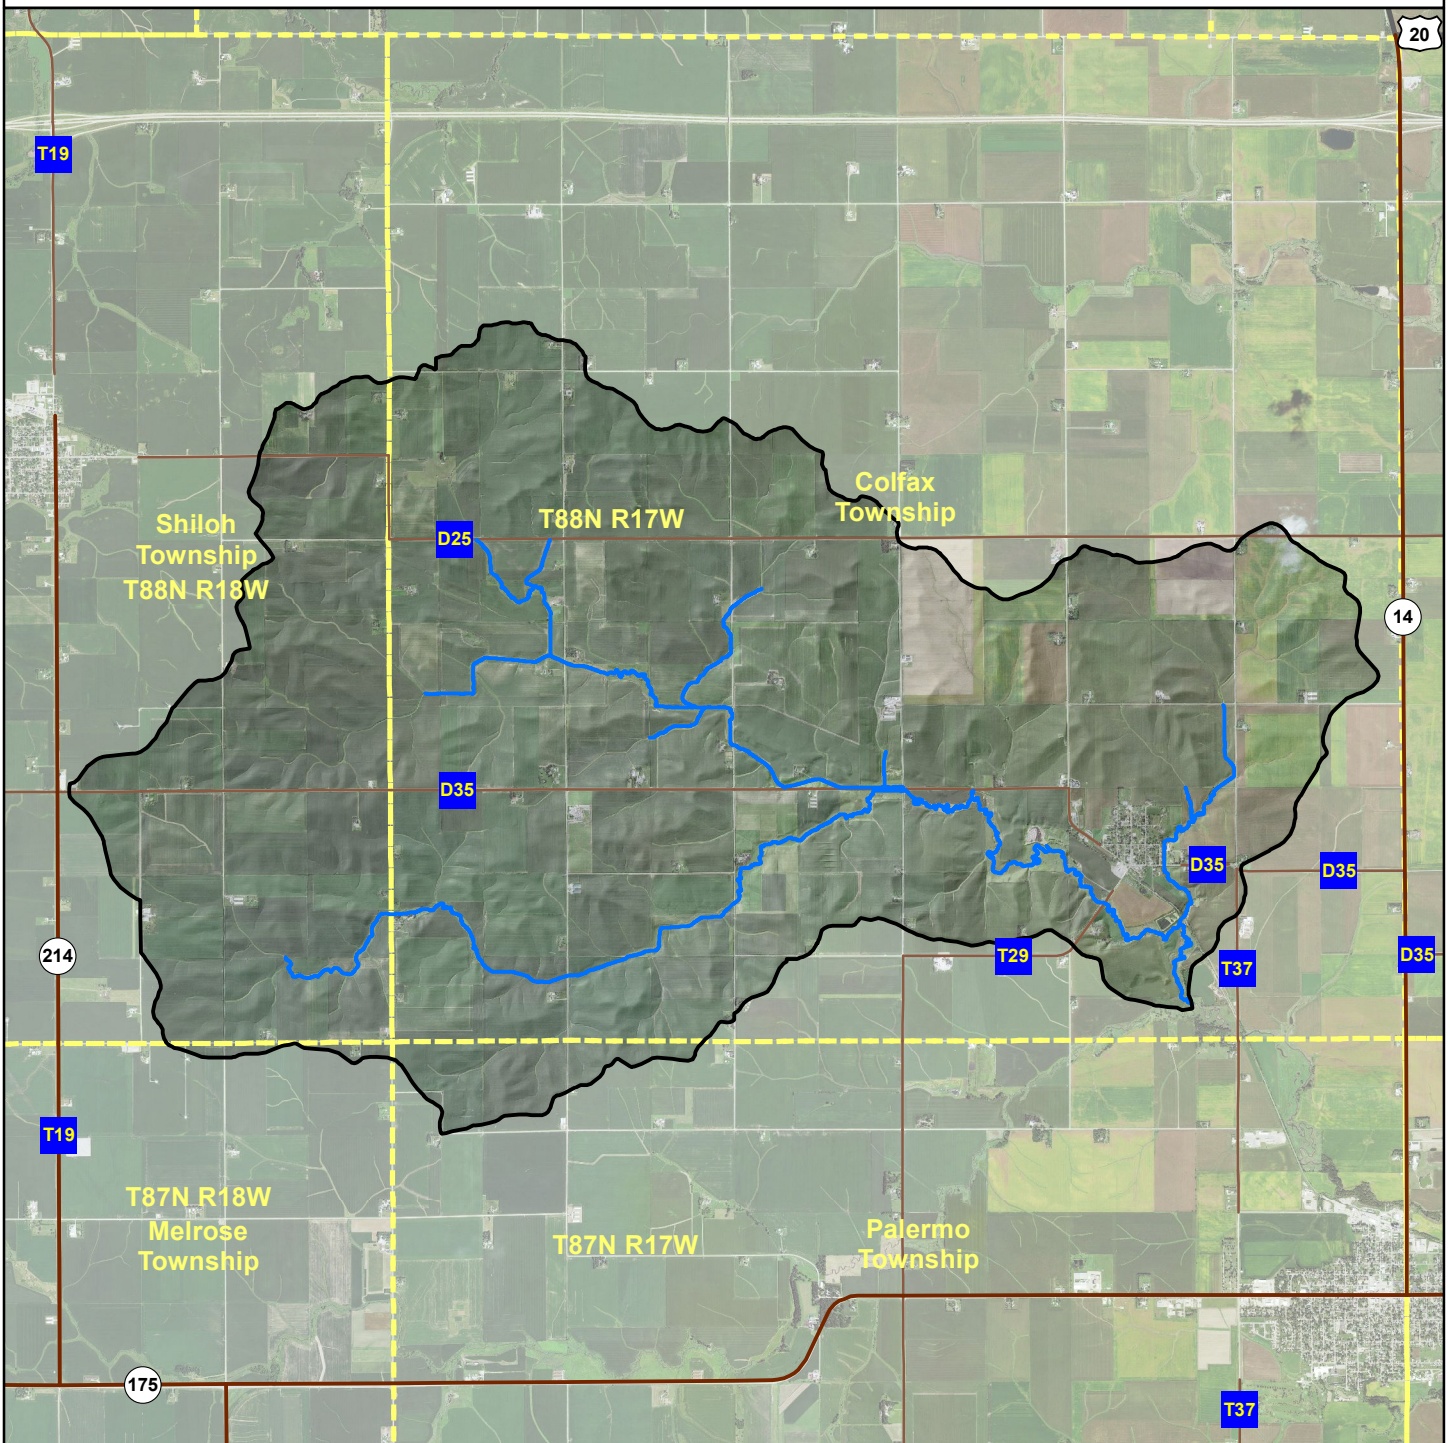 20
T19
Colfax
Township
T88N R17W
Shiloh
Township
T88N R18W
D25
14
D35
D35
D35
214
T29
T37
D35
T19
T87N R18W
Melrose
Township
T87N R17W
Palermo
Township
175
T37